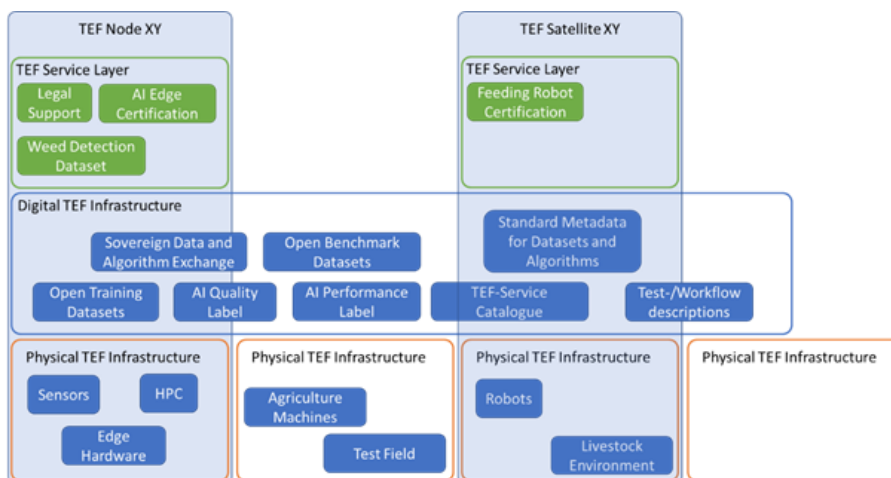 TEF Node XY
TEF Satellite XY
TEF Service Layer
Legal
Support
AI Edge
Certification
Weed Detection
Dataset
TEF Service Layer
Feeding Robot
Certification
Digital TEF Infrastructure
Sovereign Data and
Algorithm Exchange
Open Benchmark
Datasets
Standard Metadata
for Datasets and
Algorithms
Open Training
Datasets
AI Quality
Label
AI Performance
Label
TEF-Service
Catalogue
Test-/Workflow
descriptions
Physical TEF Infrastructure
Sensors
HPC
Edge
Hardware
Physical TEF Infrastructure
Agriculture
Machines
Test Field
Physical TEF Infrastructure
Robots
Livestock
Environment
Physical TEF Infrastructure